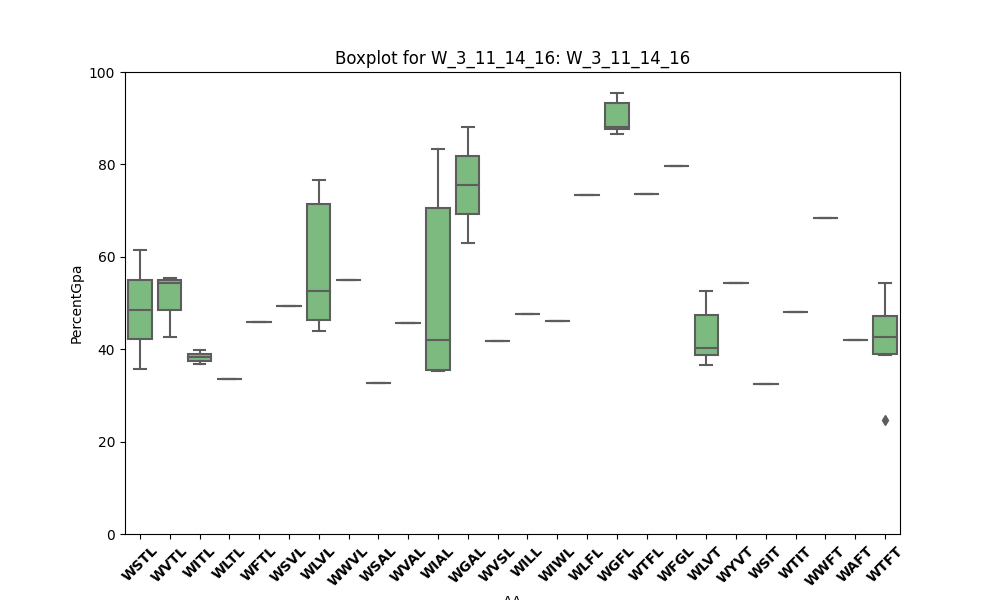 Boxplot for W_3_11_14_16: W_3_11_14_16
PercentGpa
100
80
60
40
20
0
WSTL
WVTL
WITL
WLTL
WFTL
WSVL
WLVL
WWVL
WSAL
WVAL
WIAL
WGAL
WVSL
WILL
WIWL
WLFL
WGFL
WTFL
WFGL
WLVT
WYVT
WSIT
WTIT
WWFT
WAFT
WTFT